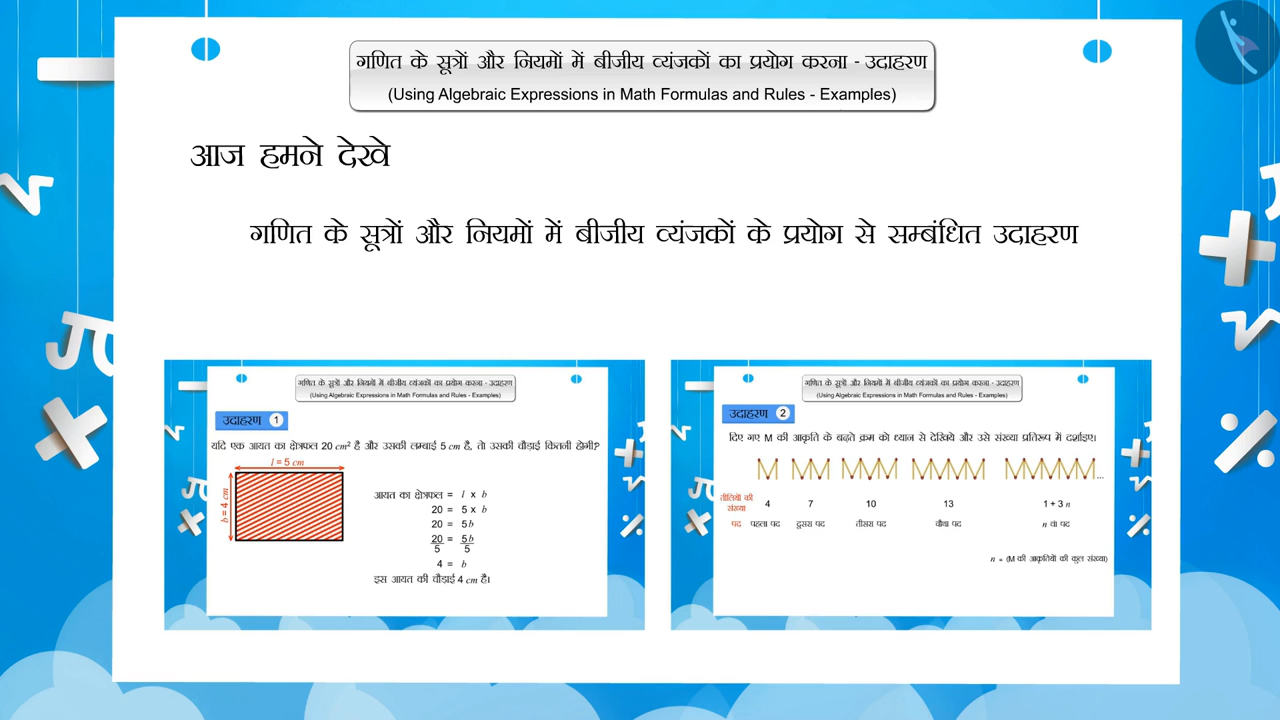 गणित के सूत्रों और नियमों में बीजीय व्यंजकों का प्रयोग करना - उदाहरण
(Using Algebraic Expressions in Math Formulas and Rules - Examples)
आज हमने देखे
गणित के सूत्रों और नियमों में बीजीय व्यंजकों के प्रयोग से सम्बंधित उदाहरण
गणित के सूत्रों और नियमों में बीजीय व्यंजकों का प्रयोग करना - उदाहरण
(Using Algebraic Expressions in Math Formulas and Rules - Examples)
उदाहरण 1
यदि एक आयत का क्षेत्रफल 20 cm² है और उसकी लम्बाई 5 cm है, तो उसकी चौड़ाई कितनी होगी?
l = 5 cm
b = 4 cm
आयत का क्षेत्रफल = l x b
20 = 5 x b
20 = 5b
20/5 = 5b/5
4 = b
इस आयत की चौड़ाई 4 cm है।
गणित के सूत्रों और नियमों में बीजीय व्यंजकों का प्रयोग करना - उदाहरण
(Using Algebraic Expressions in Math Formulas and Rules - Examples)
उदाहरण 2
दिए गए M की आकृति के बढ़ते क्रम को ध्यान से देखिये और उसे संख्या प्रतिरूप में दर्शाइए।
...
तीलियों की संख्या 4 7 10 13 1 + 3 n
पद पहला पद दूसरा पद तीसरा पद चौथा पद n वां पद
n = (M की आकृतियों की कुल संख्या)